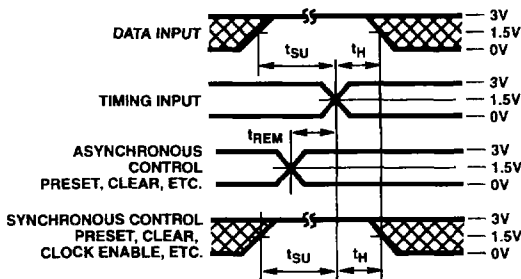 DATA INPUT
tSU
tH
3V
1.5V
0V
TIMING INPUT
3V
1.5V
0V
tREM
ASYNCHRONOUS
CONTROL
PRESET, CLEAR, ETC.
3V
1.5V
0V
SYNCHRONOUS CONTROL
PRESET, CLEAR,
CLOCK ENABLE, ETC.
tSU
tH
3V
1.5V
0V